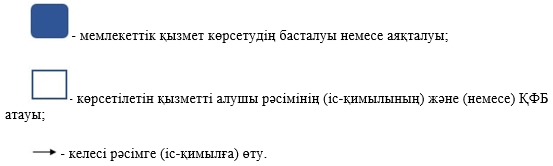 - мемлекеттік қызмет көрсетудің басталуы немесе аяқталуы;
- көрсетілетін қызметті алушы рәсімінің (іс-қимылының) және (немесе) ҚФБ
атауы;
- келесі рәсімге (іс-қимылға) өту.